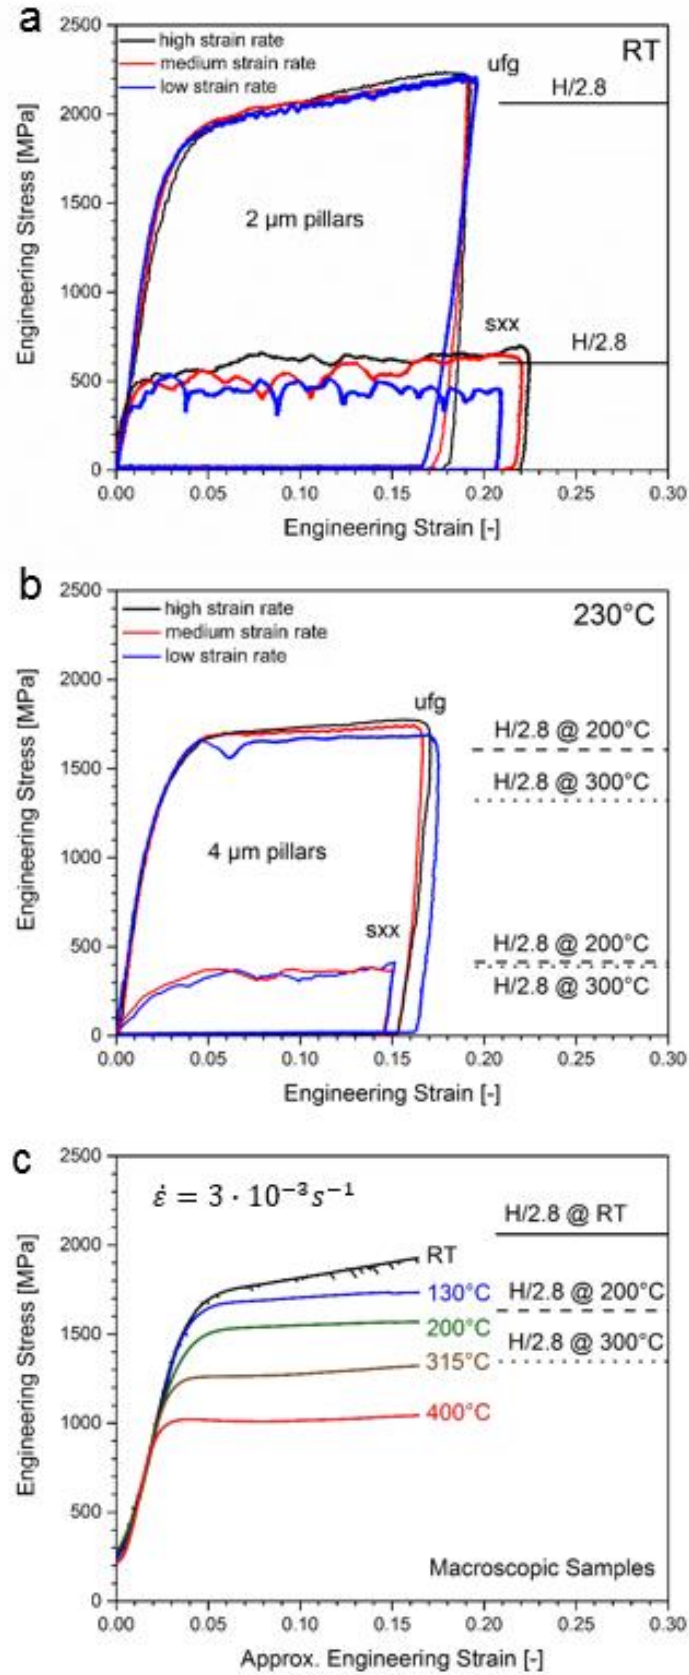 a
2500
2000
1500
1000
500
0
Engineering Stress [MPa]
high strain rate
medium strain rate
low strain rate
ufg
RT
H/2.8
2 µm pillars
sxx
H/2.8
0.00 0.05 0.10 0.15 0.20 0.25 0.30
Engineering Strain [-]
b
2500
2000
1500
1000
500
0
Engineering Stress [MPa]
high strain rate
medium strain rate
low strain rate
230°C
ufg
H/2.8 @ 200°C
H/2.8 @ 300°C
4 µm pillars
sxx
H/2.8 @ 200°C
H/2.8 @ 300°C
0.00 0.05 0.10 0.15 0.20 0.25 0.30
Engineering Strain [-]
c
2500
2000
1500
1000
500
0
Engineering Stress [MPa]
ε̇ = 3 · 10⁻³s⁻¹
H/2.8 @ RT
RT
130°C
H/2.8 @ 200°C
200°C
H/2.8 @ 300°C
315°C
400°C
Macroscopic Samples
0.00 0.05 0.10 0.15 0.20 0.25 0.30
Approx. Engineering Strain [-]